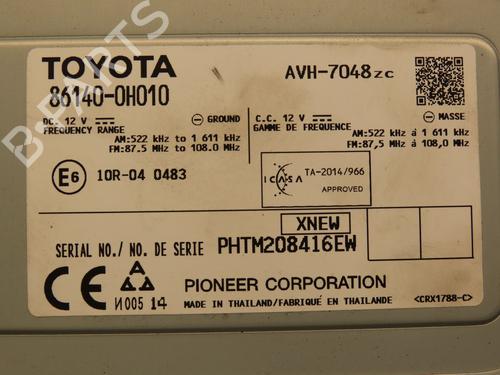 B-PARTS
TOYOTA
AVH-7048zc
86140-0H010
DC. 12 V GROUND
FREQUENCY RANGE
AM:522 kHz to 1 611 kHz
FM:87.5 MHz to 108.0 MHz
C.C. 12 V MASSE
GAMME DE FREQUENCE
AM:522 kHz à 1 611 kHz
FM:87,5 MHz à 108,0 MHz
E6 10R-04 0483
ICASA TA-2014/966
APPROVED
XNEW
SERIAL NO./ NO. DE SERIE PHTM208416EW
CE И005 14
PIONEER CORPORATION
MADE IN THAILAND/FABRIQUÉ EN THAILAND
<CRX1788-C>